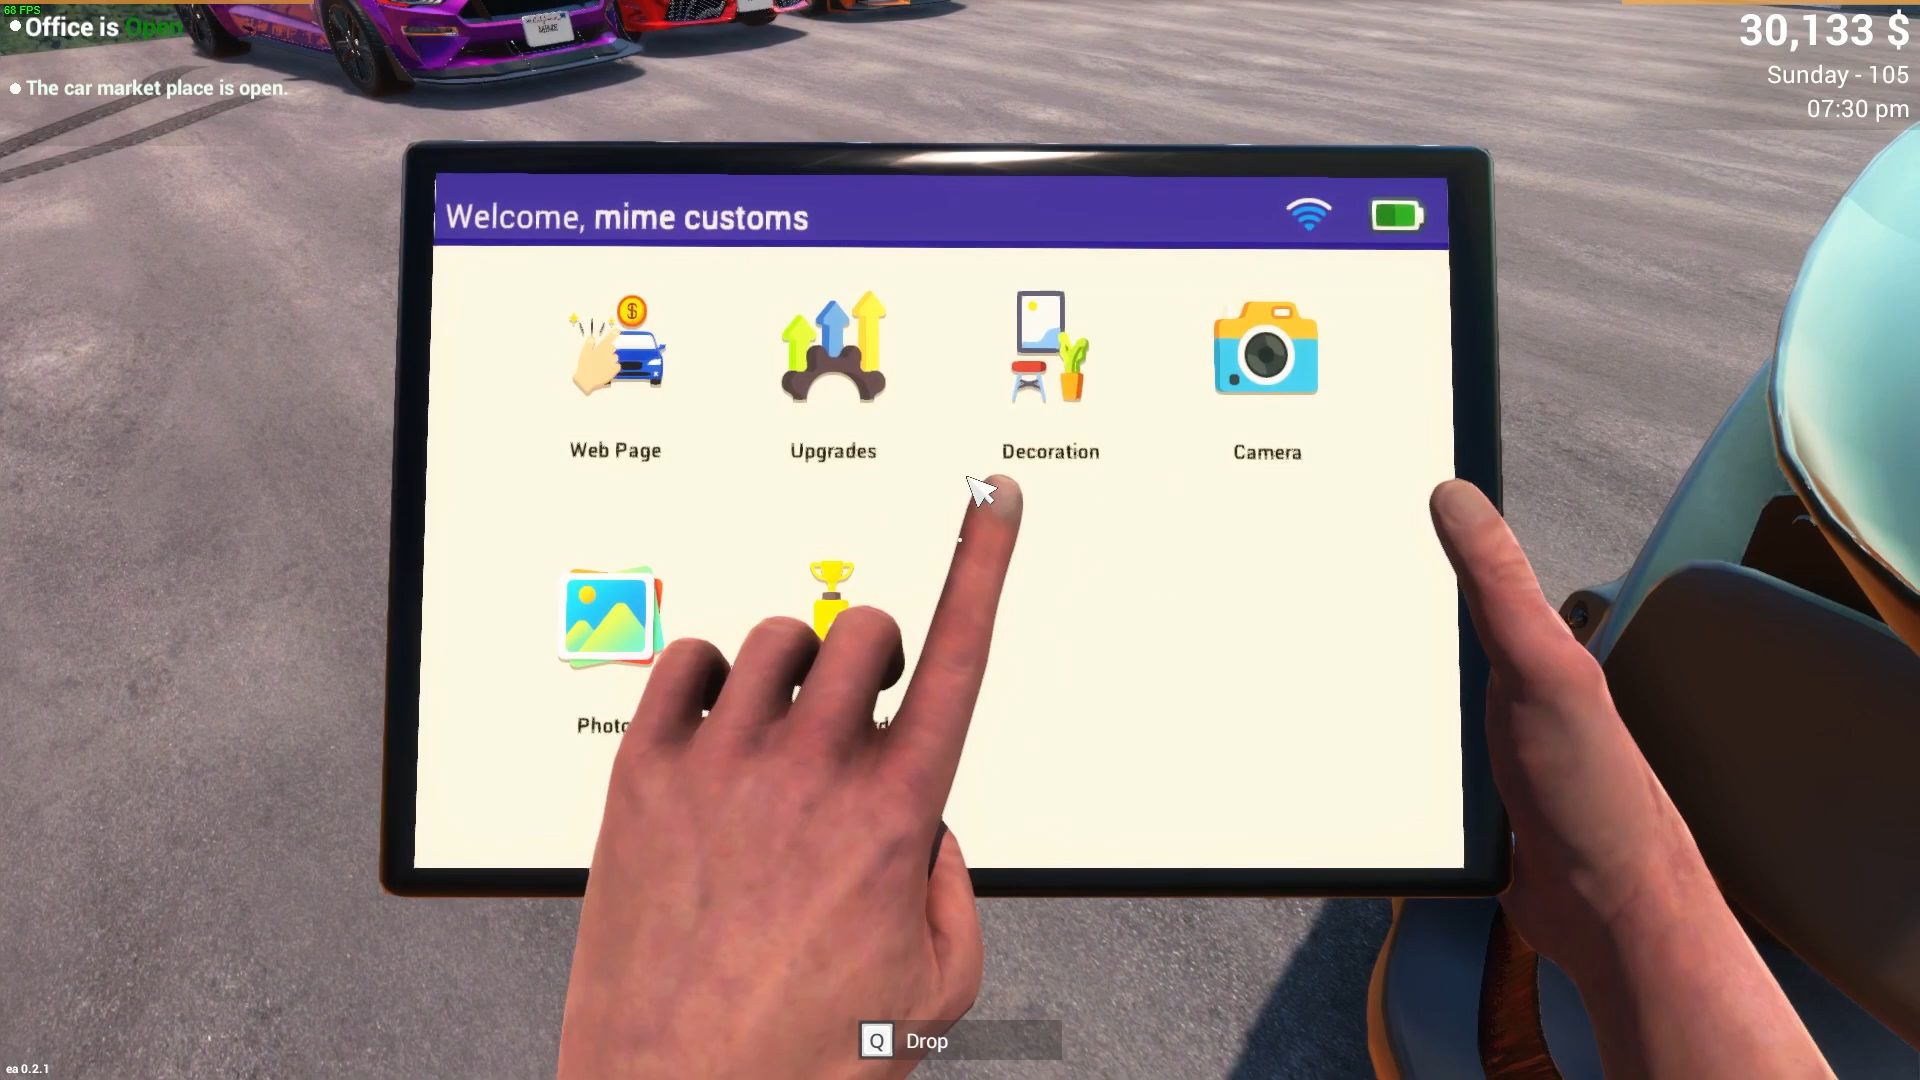 68 FPS
Office is Open
The car market place is open.
30,133 $
Sunday - 105
07:30 pm
Welcome, mime customs
Web Page
Upgrades
Decoration
Camera
Q Drop
ea 0.2.1